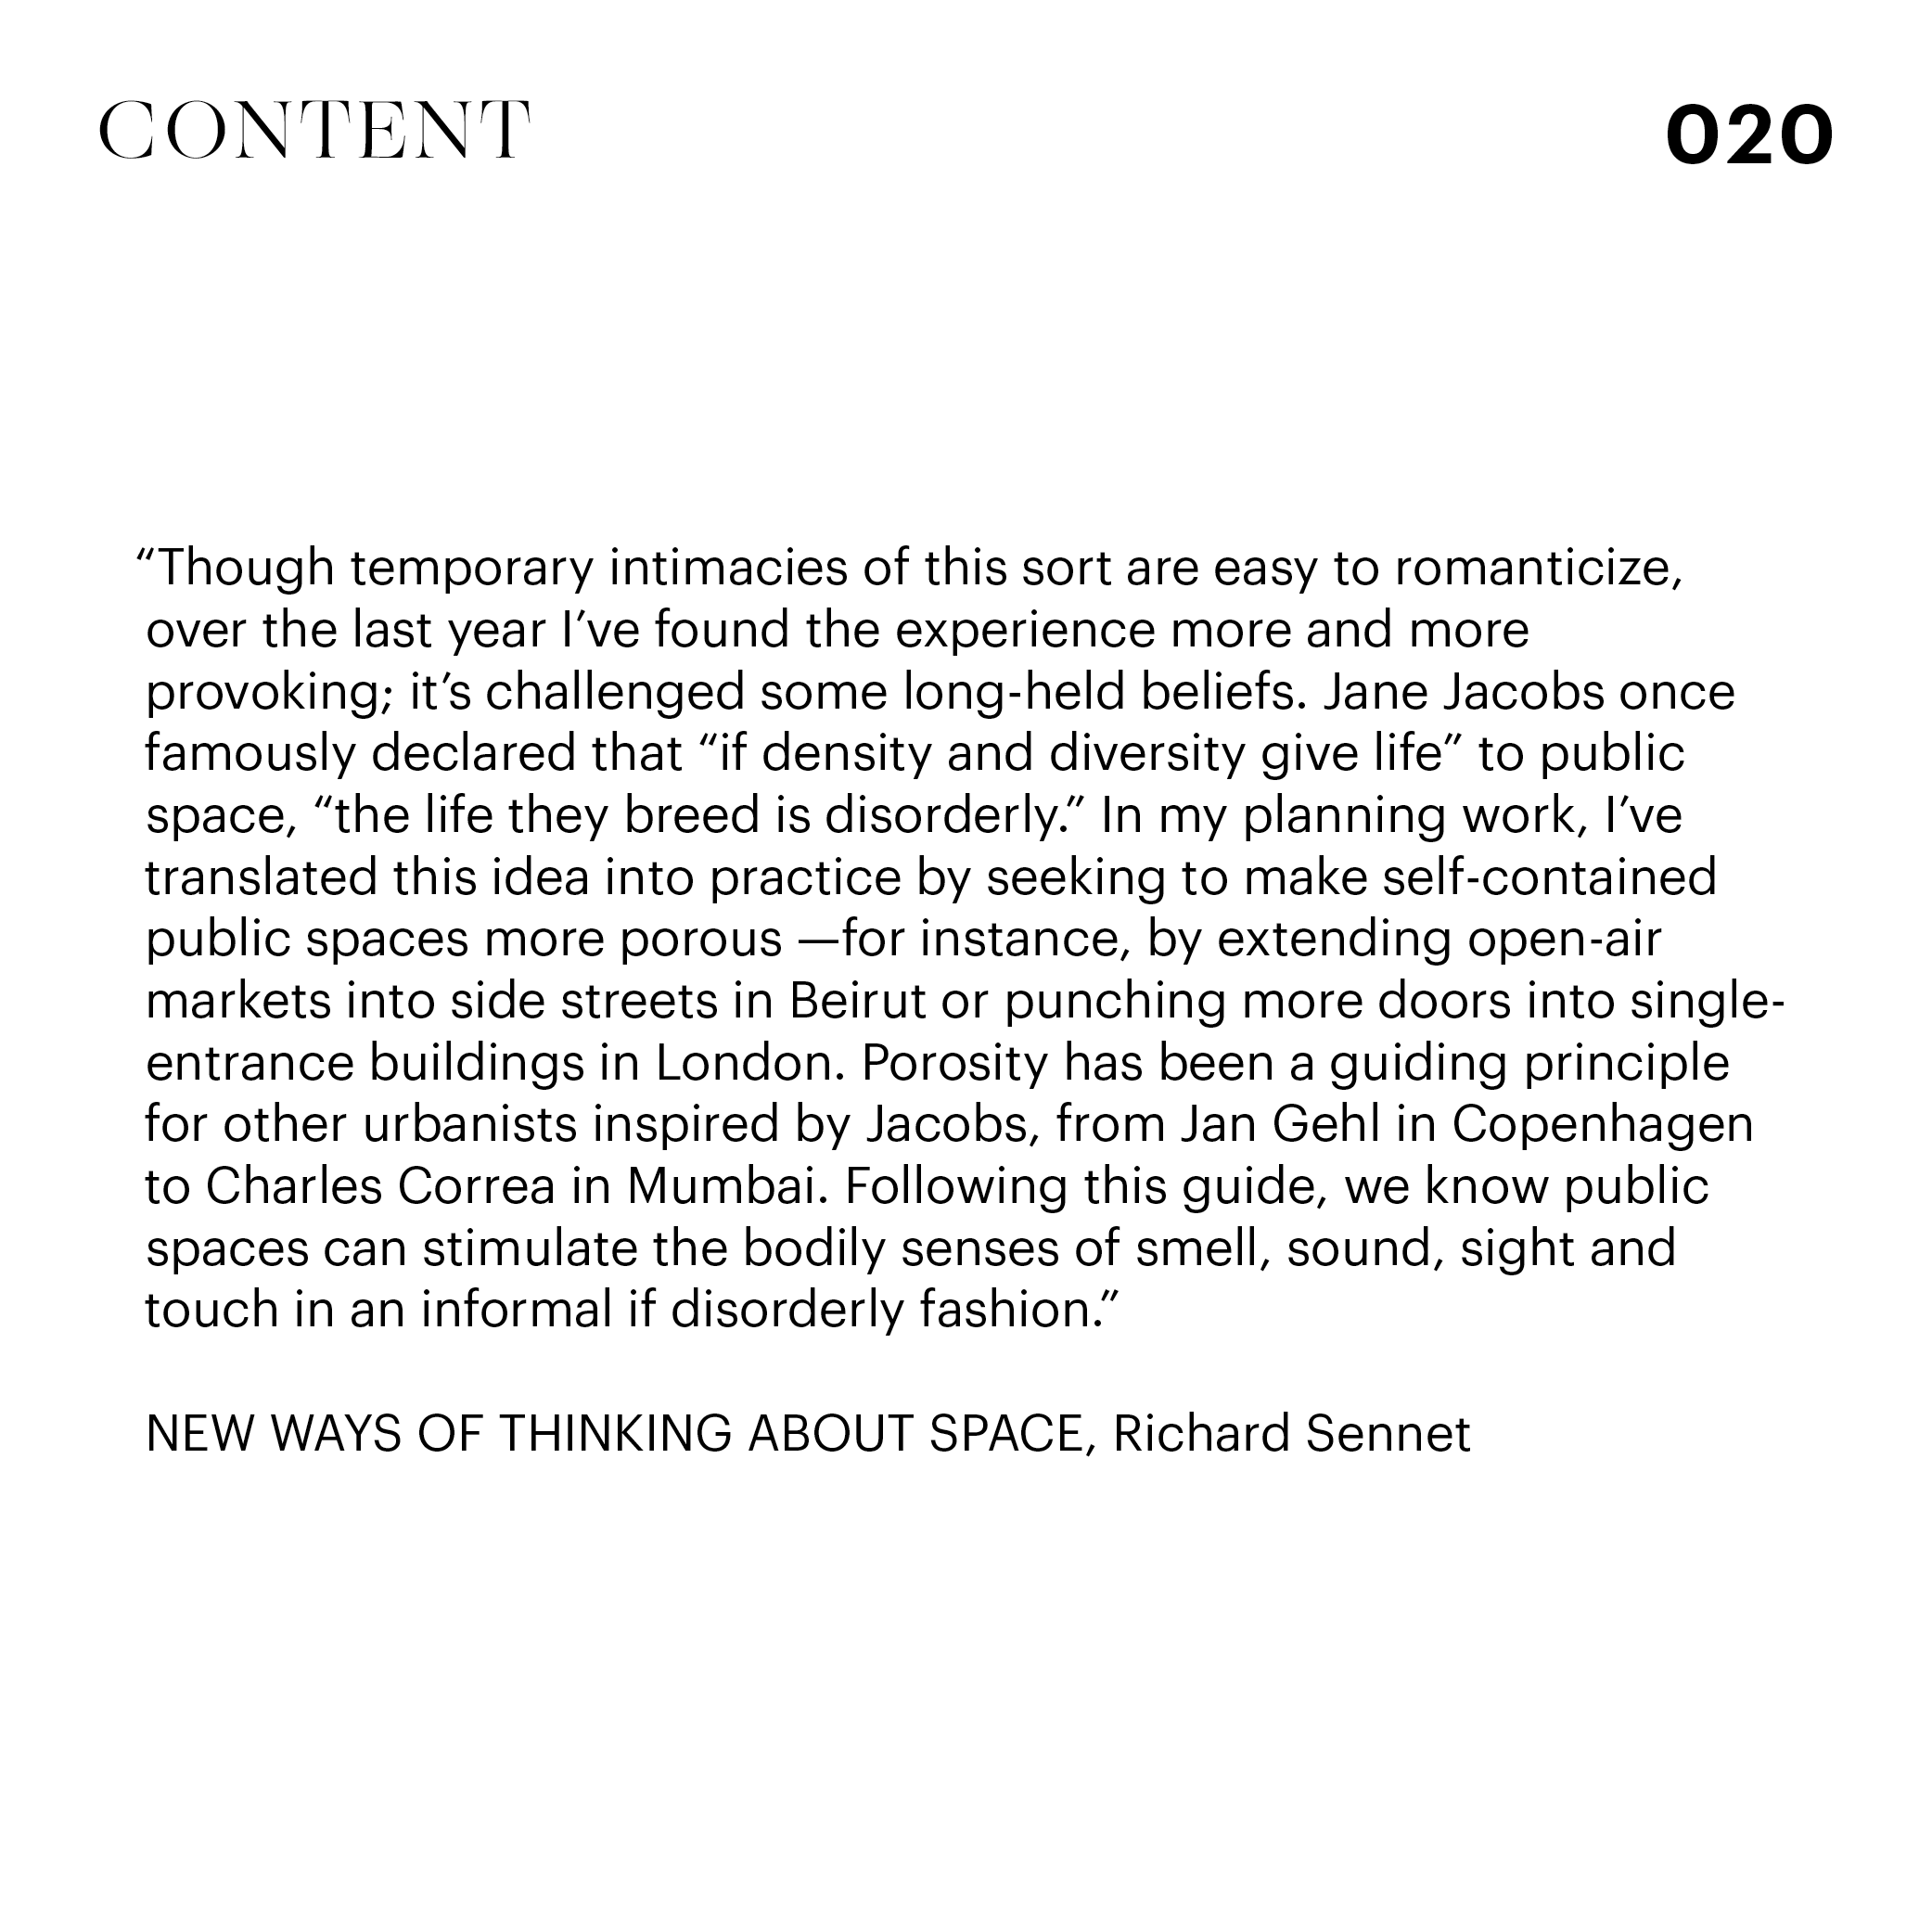 CONTENT
020
“Though temporary intimacies of this sort are easy to romanticize,
over the last year I’ve found the experience more and more
provoking; it’s challenged some long-held beliefs. Jane Jacobs once
famously declared that “if density and diversity give life” to public
space, “the life they breed is disorderly.” In my planning work, I’ve
translated this idea into practice by seeking to make self-contained
public spaces more porous —for instance, by extending open-air
markets into side streets in Beirut or punching more doors into single-
entrance buildings in London. Porosity has been a guiding principle
for other urbanists inspired by Jacobs, from Jan Gehl in Copenhagen
to Charles Correa in Mumbai. Following this guide, we know public
spaces can stimulate the bodily senses of smell, sound, sight and
touch in an informal if disorderly fashion.”
NEW WAYS OF THINKING ABOUT SPACE, Richard Sennet